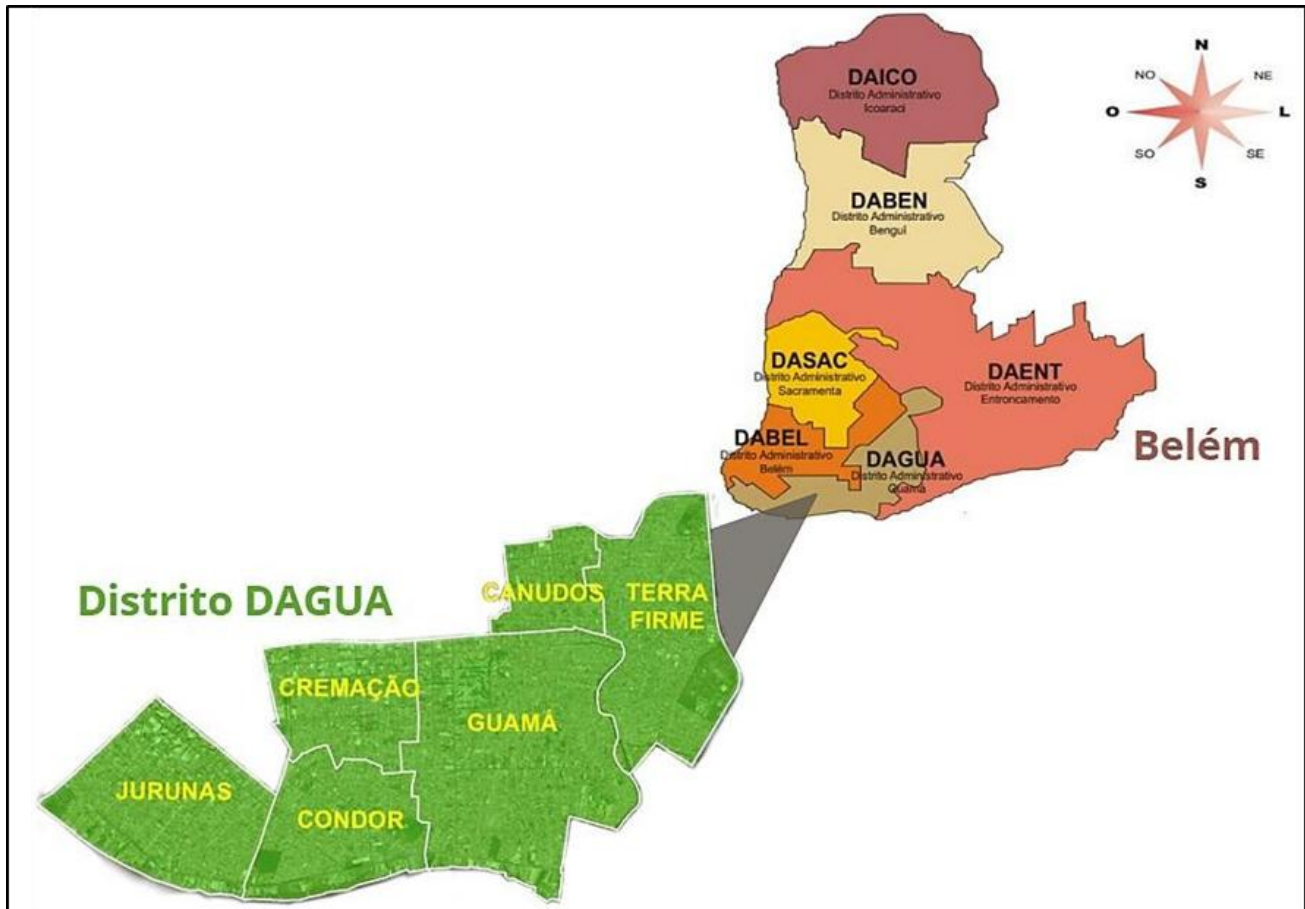 DAICO
Distrito Administrativo
Icoaraci
N
NO
NE
O
L
SO
SE
S
DABEN
Distrito Administrativo
Benguí
DASAC
Distrito Administrativo
Sacramenta
DAENT
Distrito Administrativo
Entroncamento
DABEL
Distrito Administrativo
Belém
DAGUA
Distrito Administrativo
Guamá
Belém
Distrito DAGUA
CANUDOS
TERRA
FIRME
CREMAÇÃO
GUAMÁ
JURUNAS
CONDOR